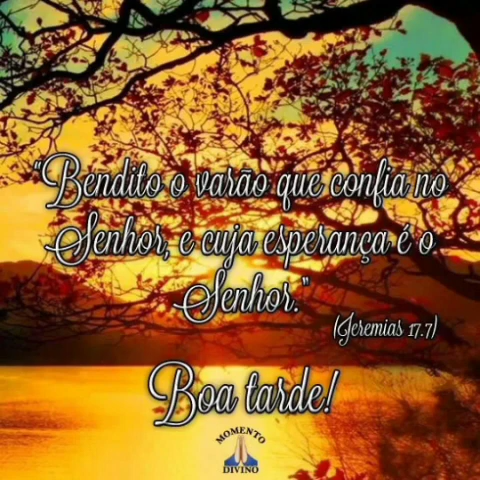 "Bendito o varão que confia no
Senhor, e cuja esperança é o
Senhor."
(Jeremias 17.7)
Boa tarde!
MOMENTO
DIVINO